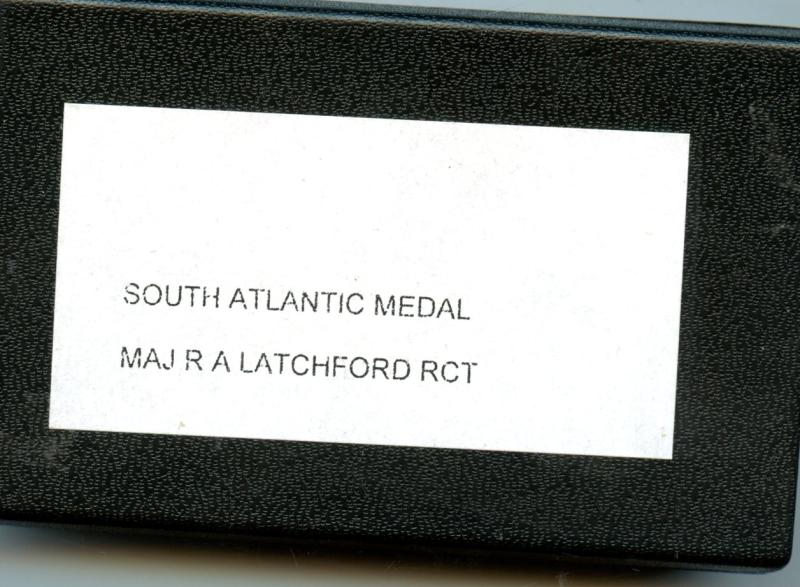 SOUTH ATLANTIC MEDAL
MAJ R A LATCHFORD RCT